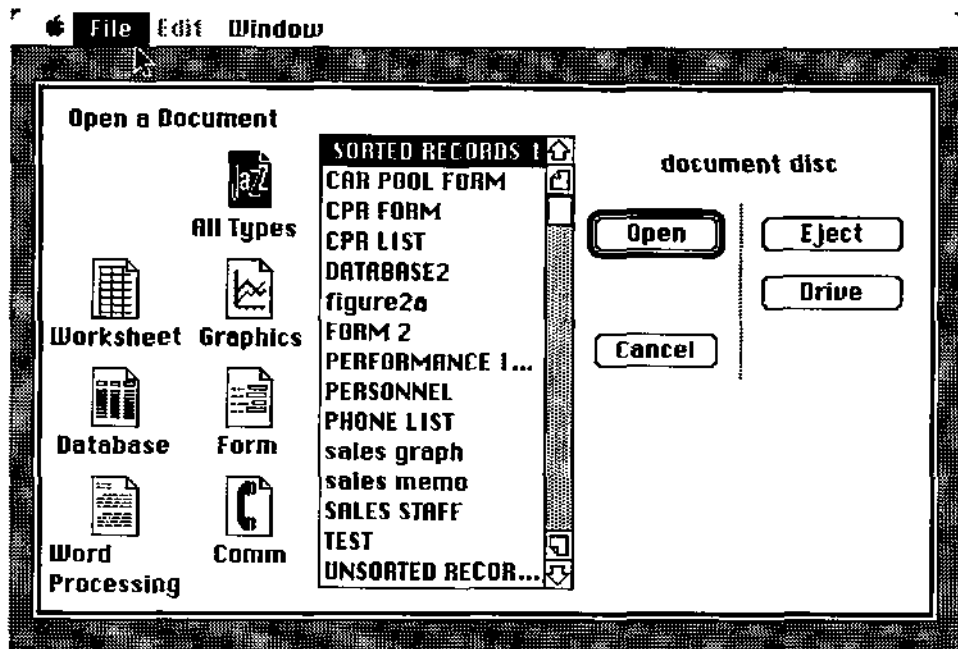 File Edit Window
Open a Document
All Types
Worksheet Graphics
Database Form
Word Processing
Comm
SORTED RECORDS 1
CAR POOL FORM
CPR FORM
CPR LIST
DATABASE2
figure2a
FORM 2
PERFORMANCE 1...
PERSONNEL
PHONE LIST
sales graph
sales memo
SALES STAFF
TEST
UNSORTED RECOR...
document disc
Open
Cancel
Eject
Drive